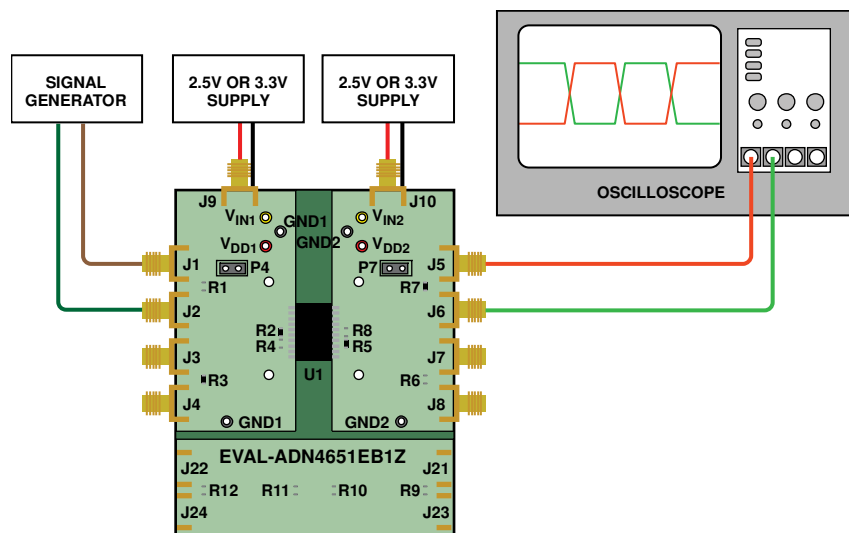 SIGNAL
GENERATOR
2.5V OR 3.3V
SUPPLY
2.5V OR 3.3V
SUPPLY
OSCILLOSCOPE
J9
J10
VIN1
GND1
VIN2
GND2
VDD1
VDD2
J1
P4
P7
J5
R1
R7
J2
J6
R2
R8
R4
R5
J3
J7
U1
R3
R6
J4
J8
GND1
GND2
EVAL-ADN4651EB1Z
J22
J21
R12
R11
R10
R9
J24
J23